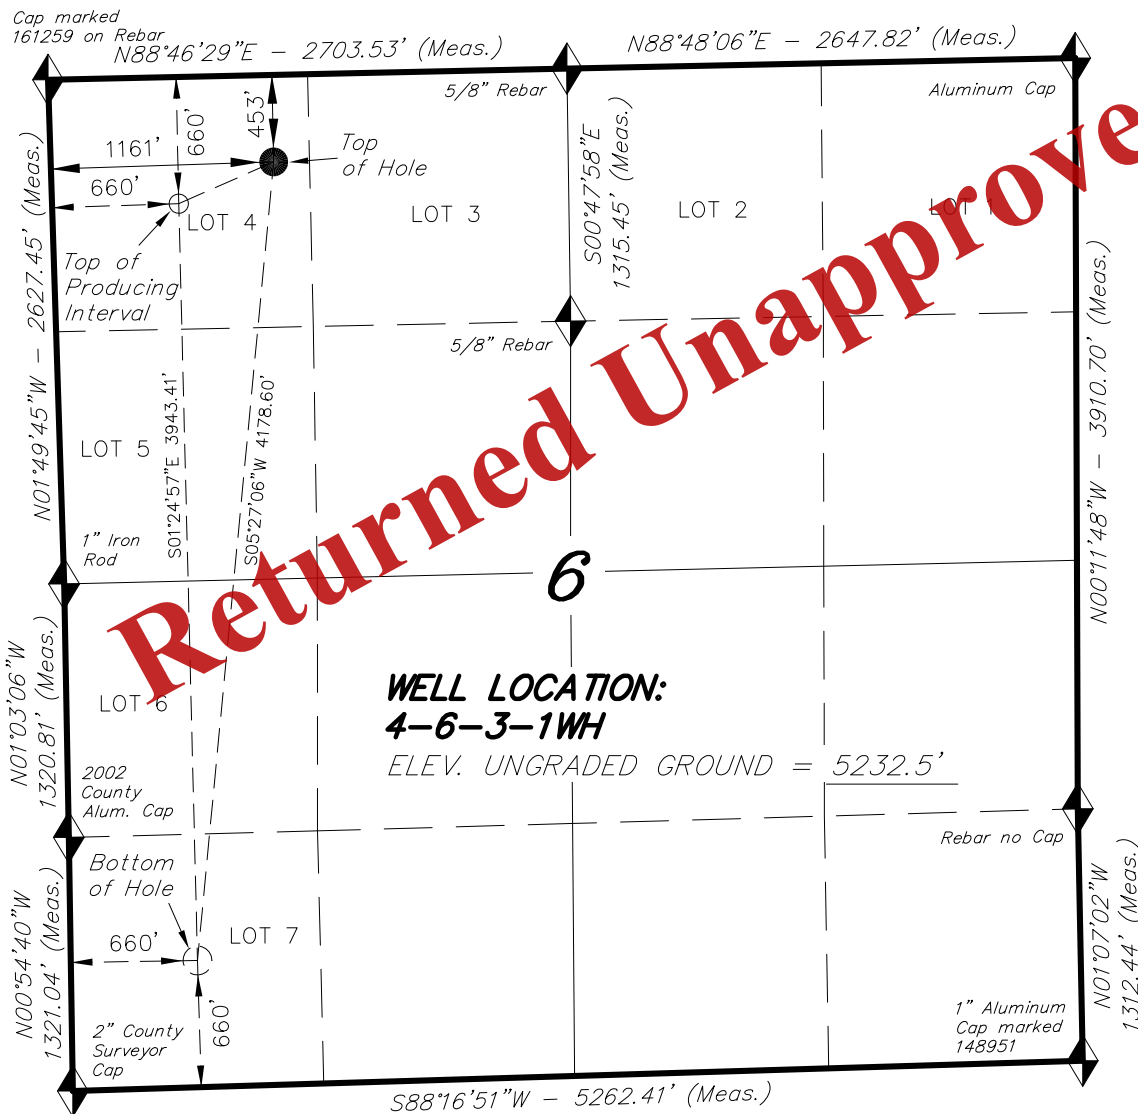 Cap marked
161259 on Rebar
N88°46'29"E - 2703.53' (Meas.)
N88°48'06"E - 2647.82' (Meas.)
5/8" Rebar
Aluminum Cap
453'
660'
1161'
660'
Top
of Hole
LOT 4
LOT 3
LOT 2
LOT 1
S00°47'58"E
1315.45' (Meas.)
N01°49'45"W - 2627.45' (Meas.)
Top of
Producing
Interval
5/8" Rebar
Returned Unapprove
N00°11'48"W - 3910.70' (Meas.)
LOT 5
S01°24'57"E 3943.41'
S05°27'06"W 4178.60'
1" Iron
Rod
6
N01°03'06"W
1320.81' (Meas.)
LOT 6
WELL LOCATION:
4-6-3-1WH
ELEV. UNGRADED GROUND = 5232.5'
2002
County
Alum. Cap
Rebar no Cap
Bottom
of Hole
LOT 7
660'
660'
N00°54'40"W
1321.04' (Meas.)
N01°07'02"W
1312.44' (Meas.)
2" County
Surveyor
Cap
1" Aluminum
Cap marked
148951
S88°16'51"W - 5262.41' (Meas.)